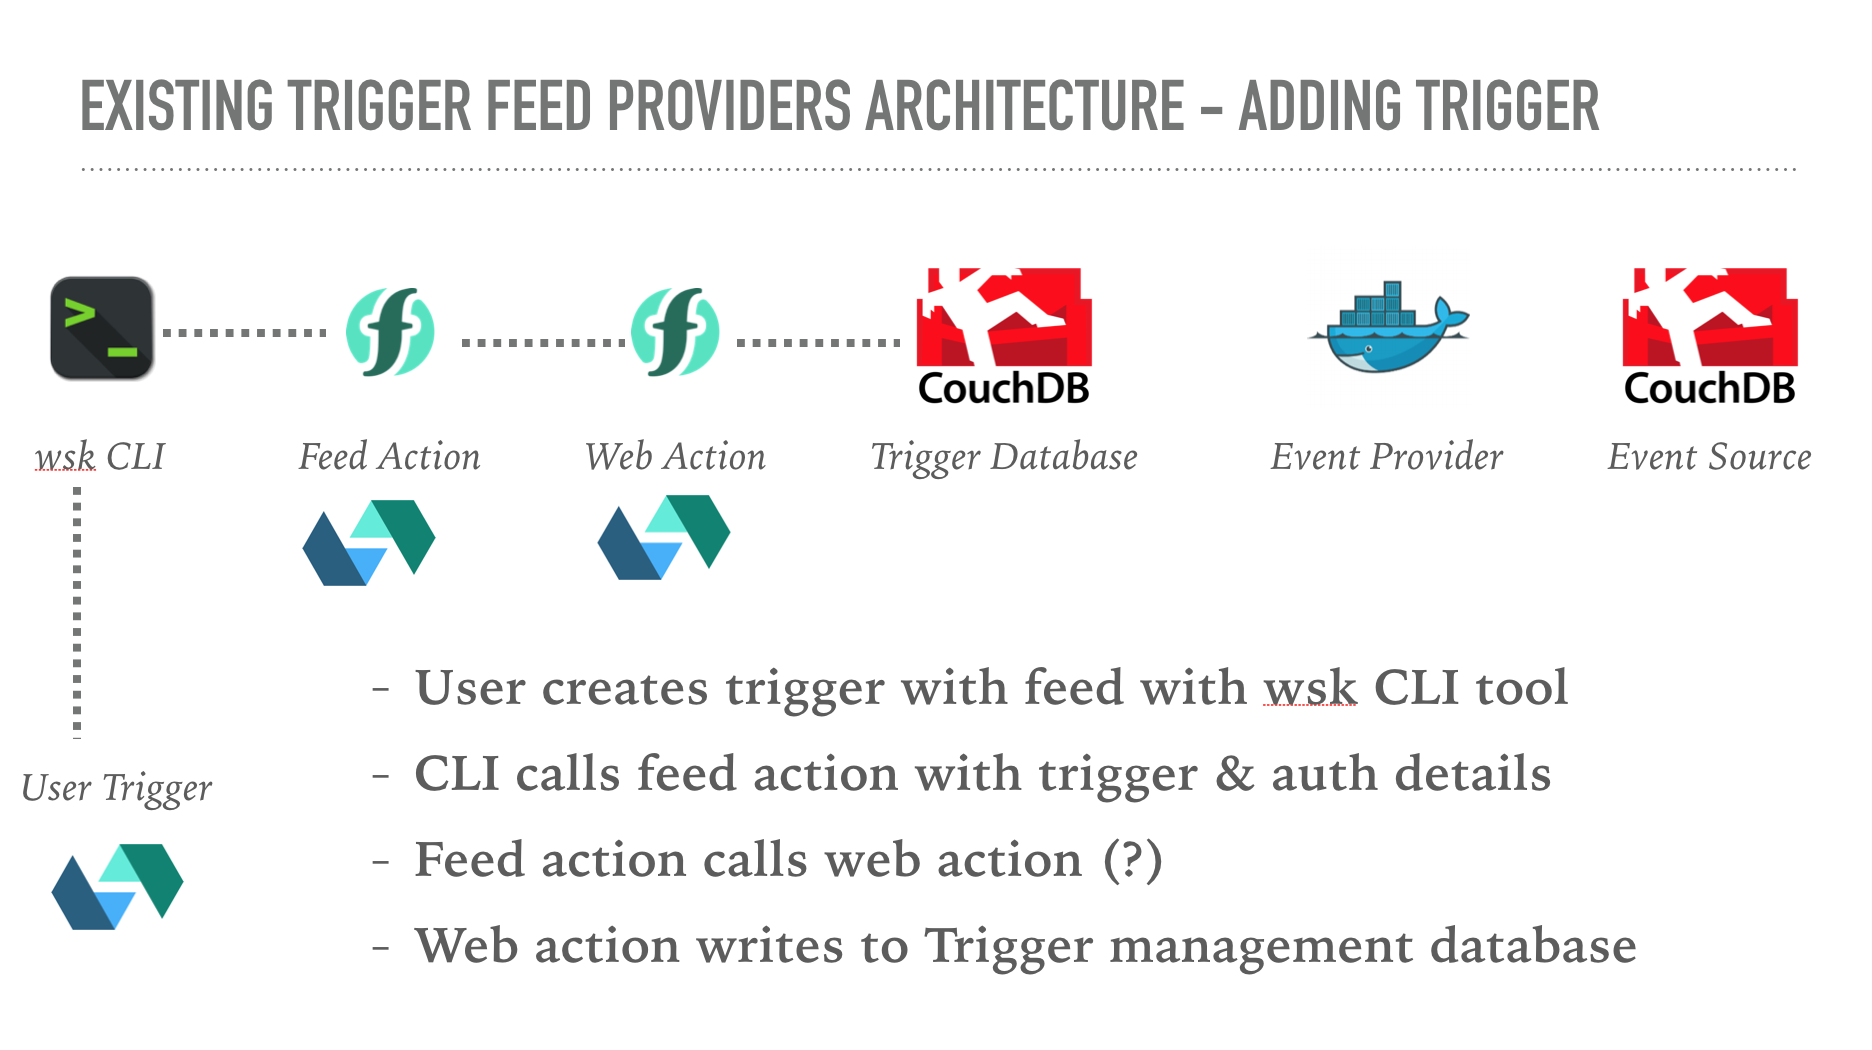 EXISTING TRIGGER FEED PROVIDERS ARCHITECTURE - ADDING TRIGGER
CouchDB
CouchDB
wsk CLI
Feed Action
Web Action
Trigger Database
Event Provider
Event Source
- User creates trigger with feed with wsk CLI tool
- CLI calls feed action with trigger & auth details
User Trigger
- Feed action calls web action (?)
- Web action writes to Trigger management database